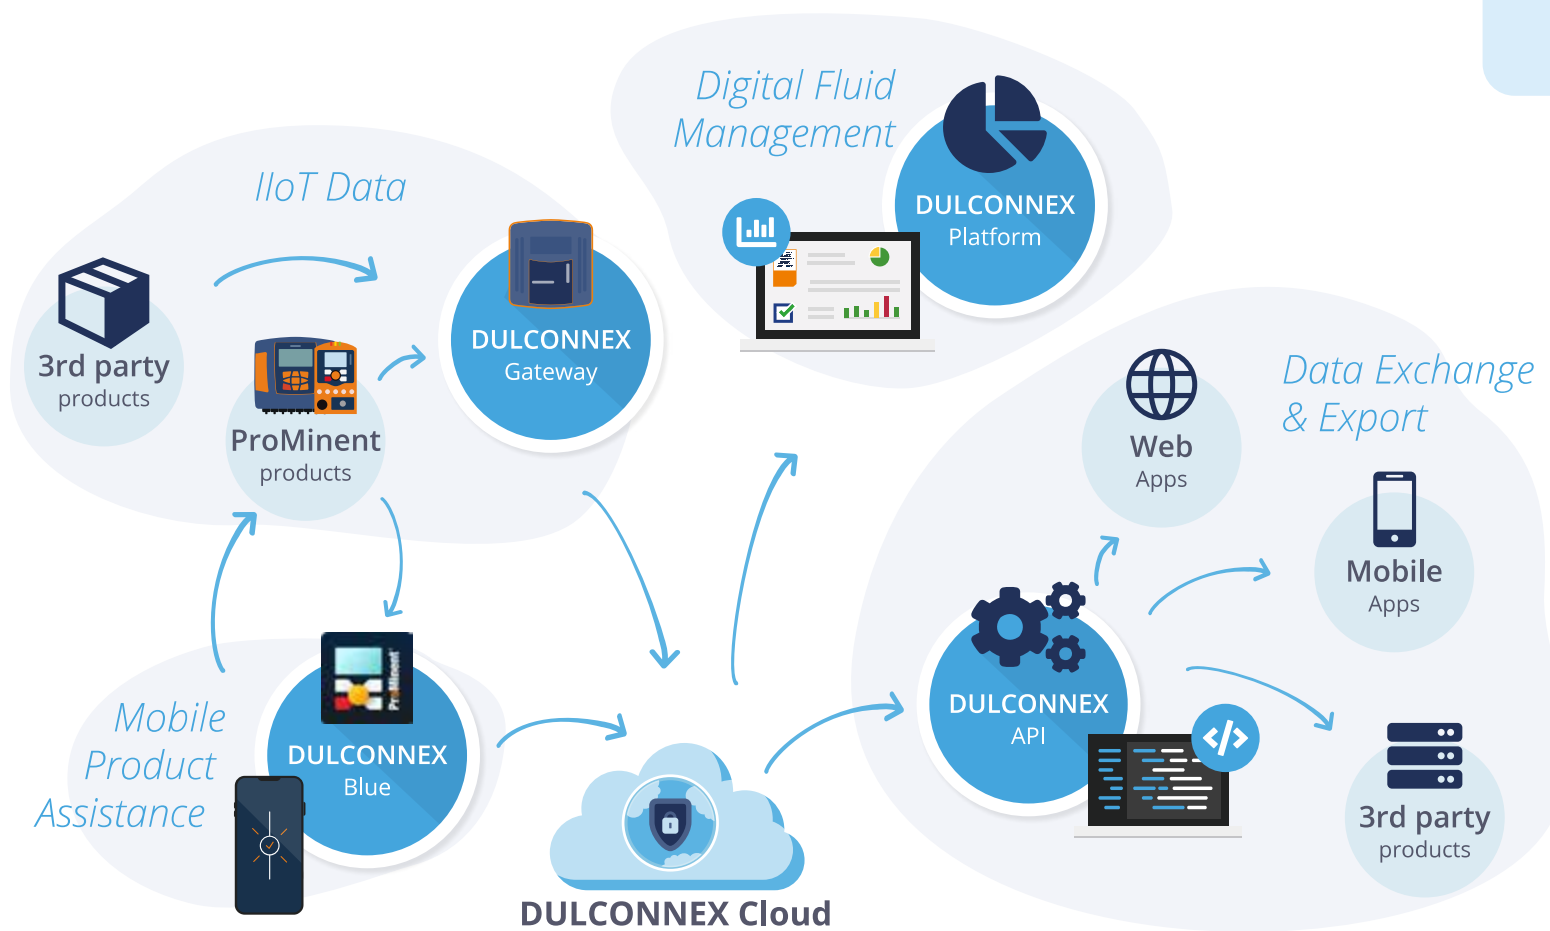 Digital Fluid
Management
DULCONNEX
Platform
IIoT Data
3rd party
products
ProMinent
products
DULCONNEX
Gateway
Data Exchange
& Export
Web
Apps
Mobile
Apps
DULCONNEX
API
</>
3rd party
products
Mobile
Product
Assistance
ProMinent
DULCONNEX
Blue
DULCONNEX Cloud